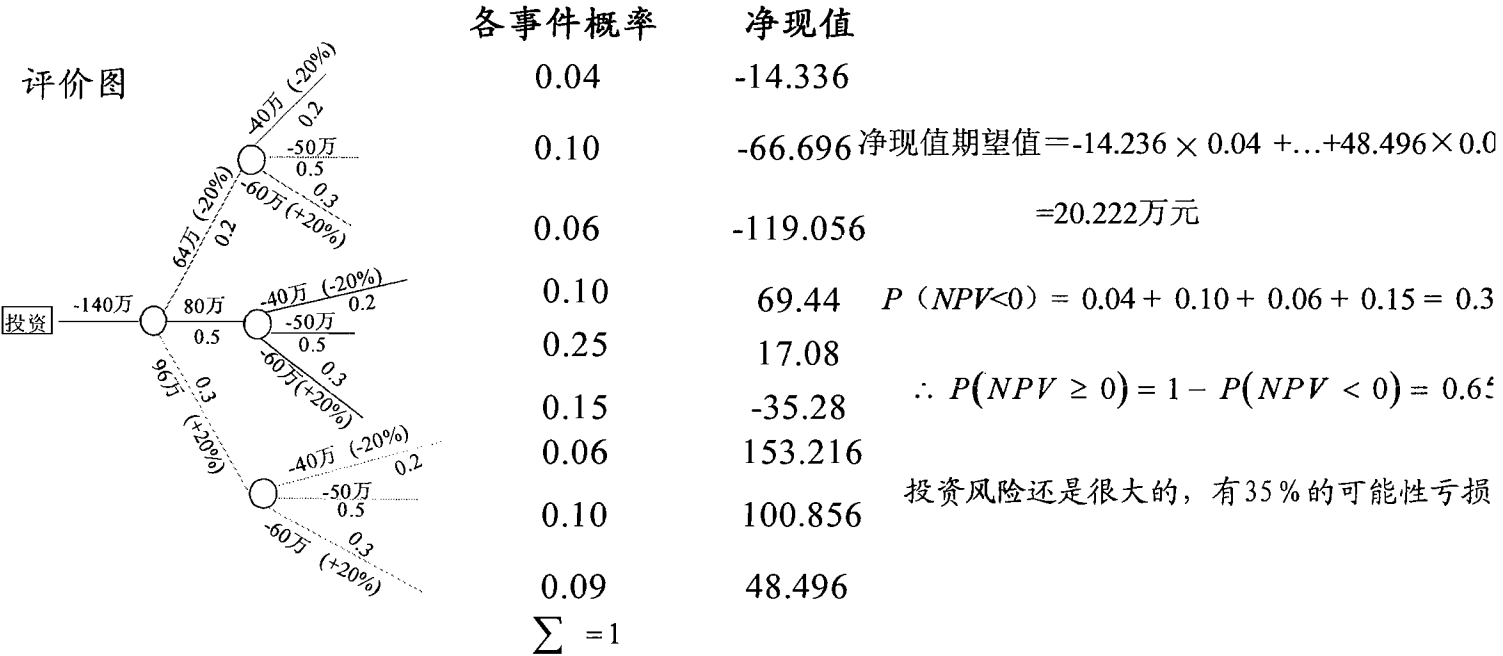 评价图
投资
-140万
64万 (-20%)
0.2
80万
0.5
96万 (+20%)
0.3
-40万 (-20%)
0.2
-50万
0.5
-60万(+20%)
0.3
-40万 (-20%)
0.2
-50万
0.5
-60万(+20%)
0.3
-40万 (-20%)
0.2
-50万
0.5
-60万 (+20%)
0.3
各事件概率 净现值
0.04 -14.336
0.10 -66.696
0.06 -119.056
0.10 69.44
0.25 17.08
0.15 -35.28
0.06 153.216
0.10 100.856
0.09 48.496
∑ =1
净现值期望值＝-14.236 × 0.04 +…+48.496×0.0
=20.222万元
P（NPV<0）= 0.04 + 0.10 + 0.06 + 0.15 = 0.3
∴ P(NPV ≥ 0) = 1 − P(NPV < 0) = 0.65
投资风险还是很大的，有35％的可能性亏损